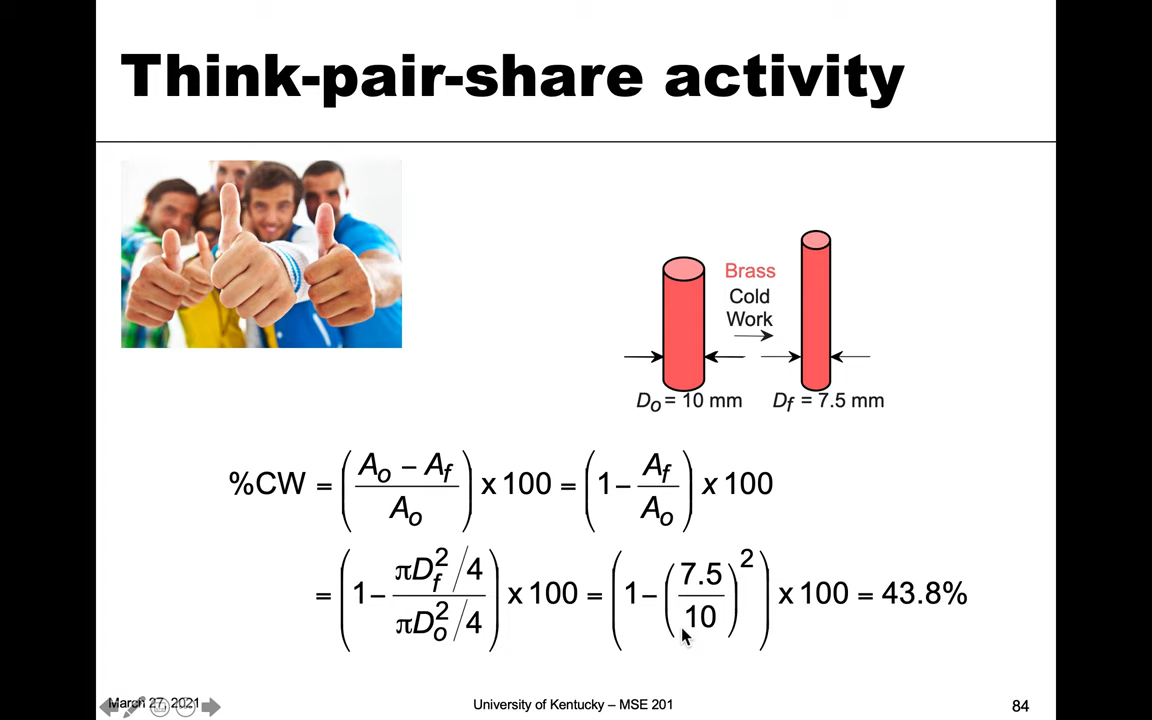 Think-pair-share activity
Brass
Cold
Work
Do = 10 mm
Df = 7.5 mm
%CW = (Ao − Af / Ao) x 100 = (1 − Af / Ao) x 100
= (1 − πDf²/4 / πDo²/4) x 100 = (1 − (7.5 / 10)²) x 100 = 43.8%
March 27, 2021
University of Kentucky – MSE 201
84